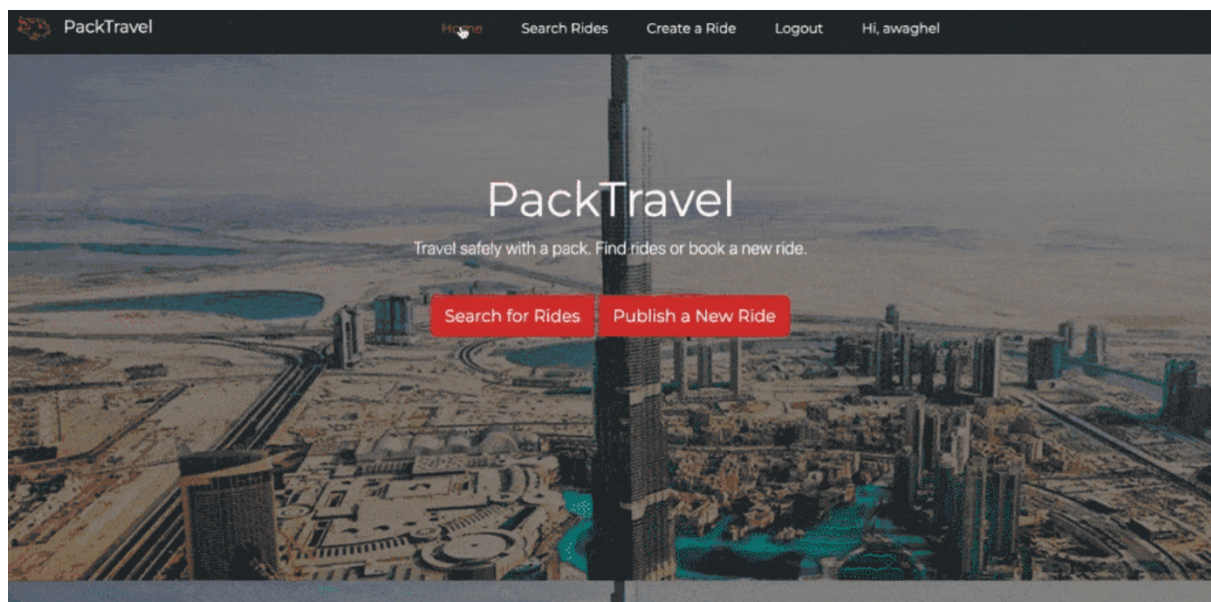 PackTravel Home Search Rides Create a Ride Logout Hi, awaghel
PackTravel
Travel safely with a pack. Find rides or book a new ride.
Search for Rides Publish a New Ride